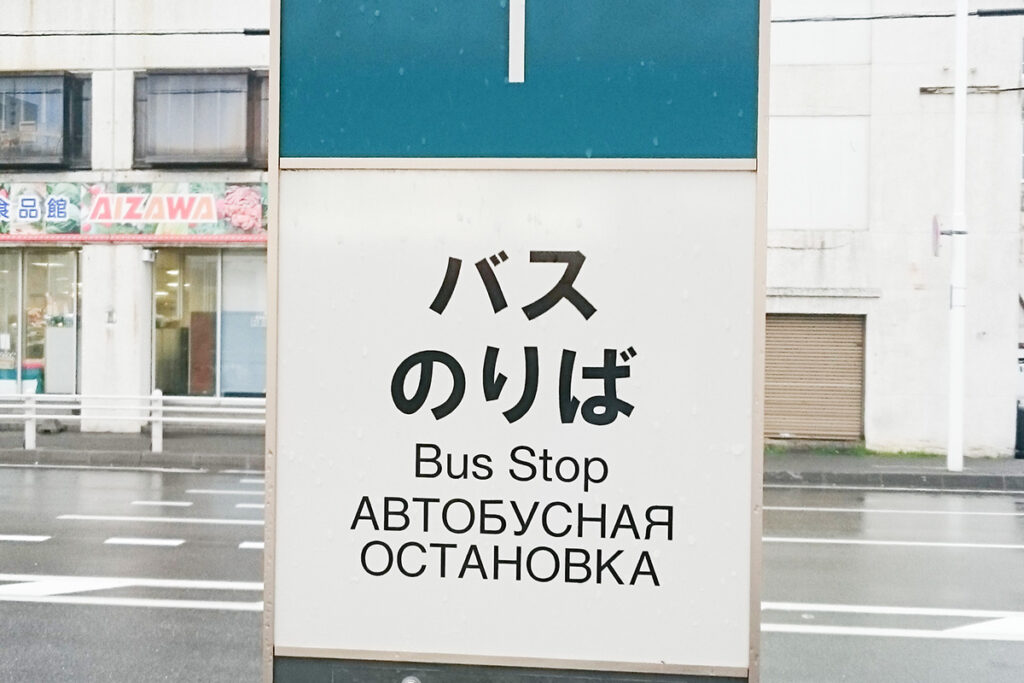 食品館 AIZAWA
バス
のりば
Bus Stop
АВТОБУСНАЯ
ОСТАНОВКА